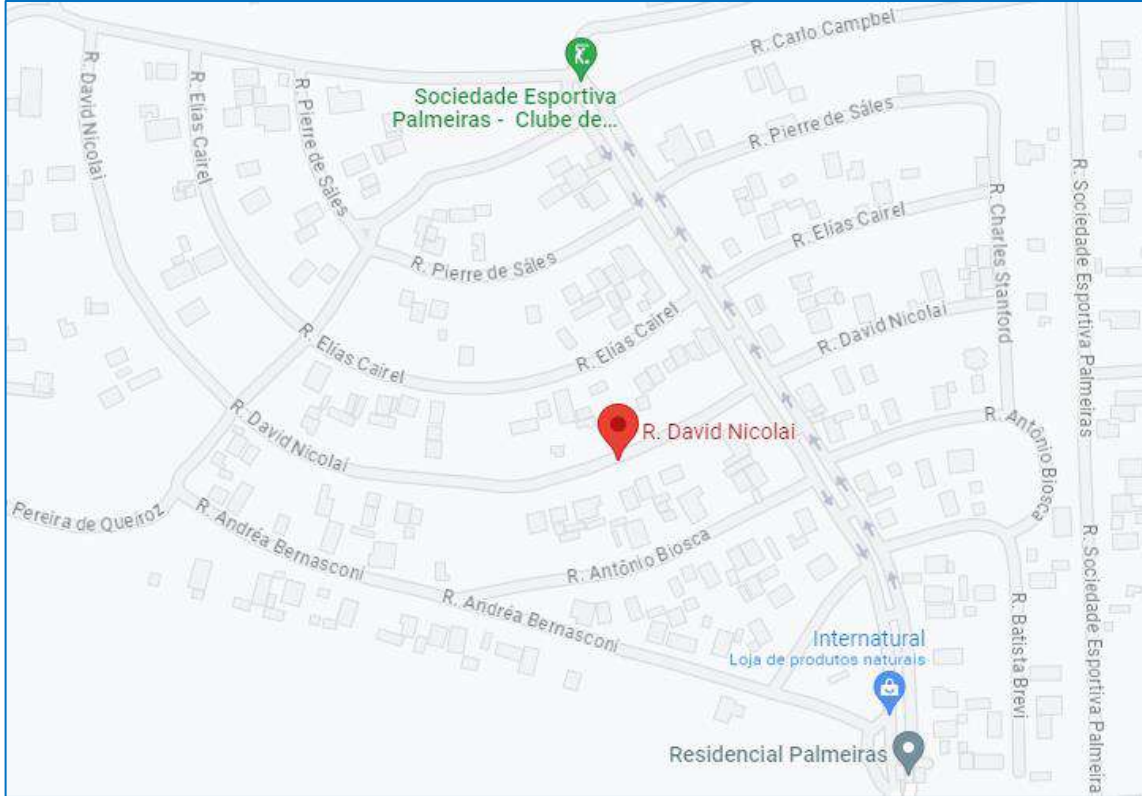 R. Carlo Campbel
Sociedade Esportiva
Palmeiras - Clube de...
R. David Nicolai
R. Elías Cairel
R. Pierre de Sáles
R. Pierre de Sáles
R. Sociedade Esportiva Palmeiras
R. Charles Stanford
R. Elías Cairel
R. Pierre de Sáles
R. David Nicolai
R. Elías Cairel
R. Elías Cairel
R. David Nicolai
R. David Nicolai
R. Antônio Biosca
Pereira de Queiroz
R. Andréa Bernasconi
R. Antônio Biosca
R. Andréa Bernasconi
R. Sociedade Esportiva Palmeira
R. Batista Brevi
Internatural
Loja de produtos naturais
Residencial Palmeiras